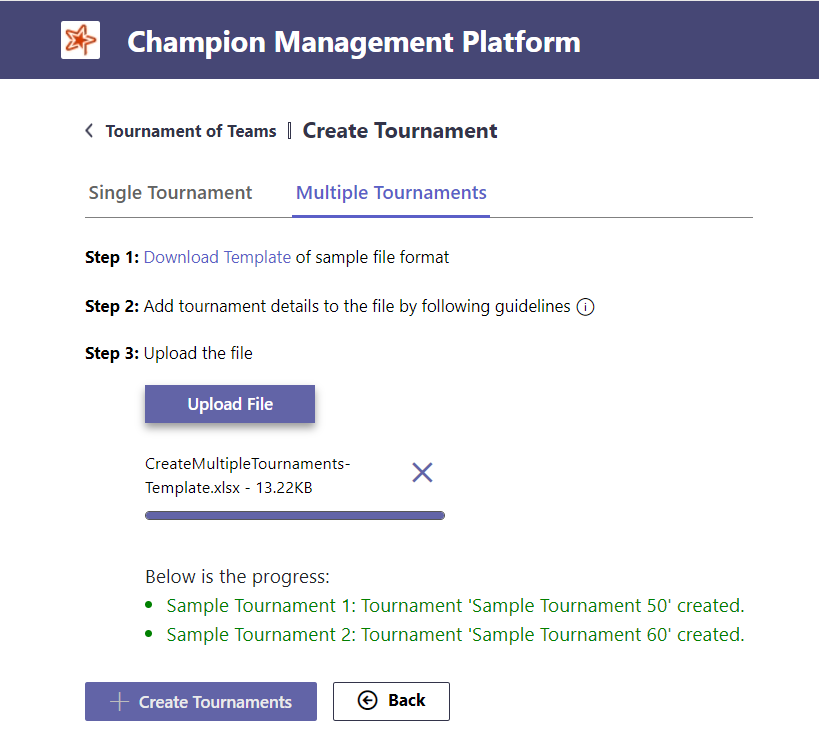 Champion Management Platform
Tournament of Teams | Create Tournament
Single Tournament Multiple Tournaments
Step 1: Download Template of sample file format
Step 2: Add tournament details to the file by following guidelines
Step 3: Upload the file
Upload File
CreateMultipleTournaments-
Template.xlsx - 13.22KB
Below is the progress:
Sample Tournament 1: Tournament 'Sample Tournament 50' created.
Sample Tournament 2: Tournament 'Sample Tournament 60' created.
Create Tournaments Back